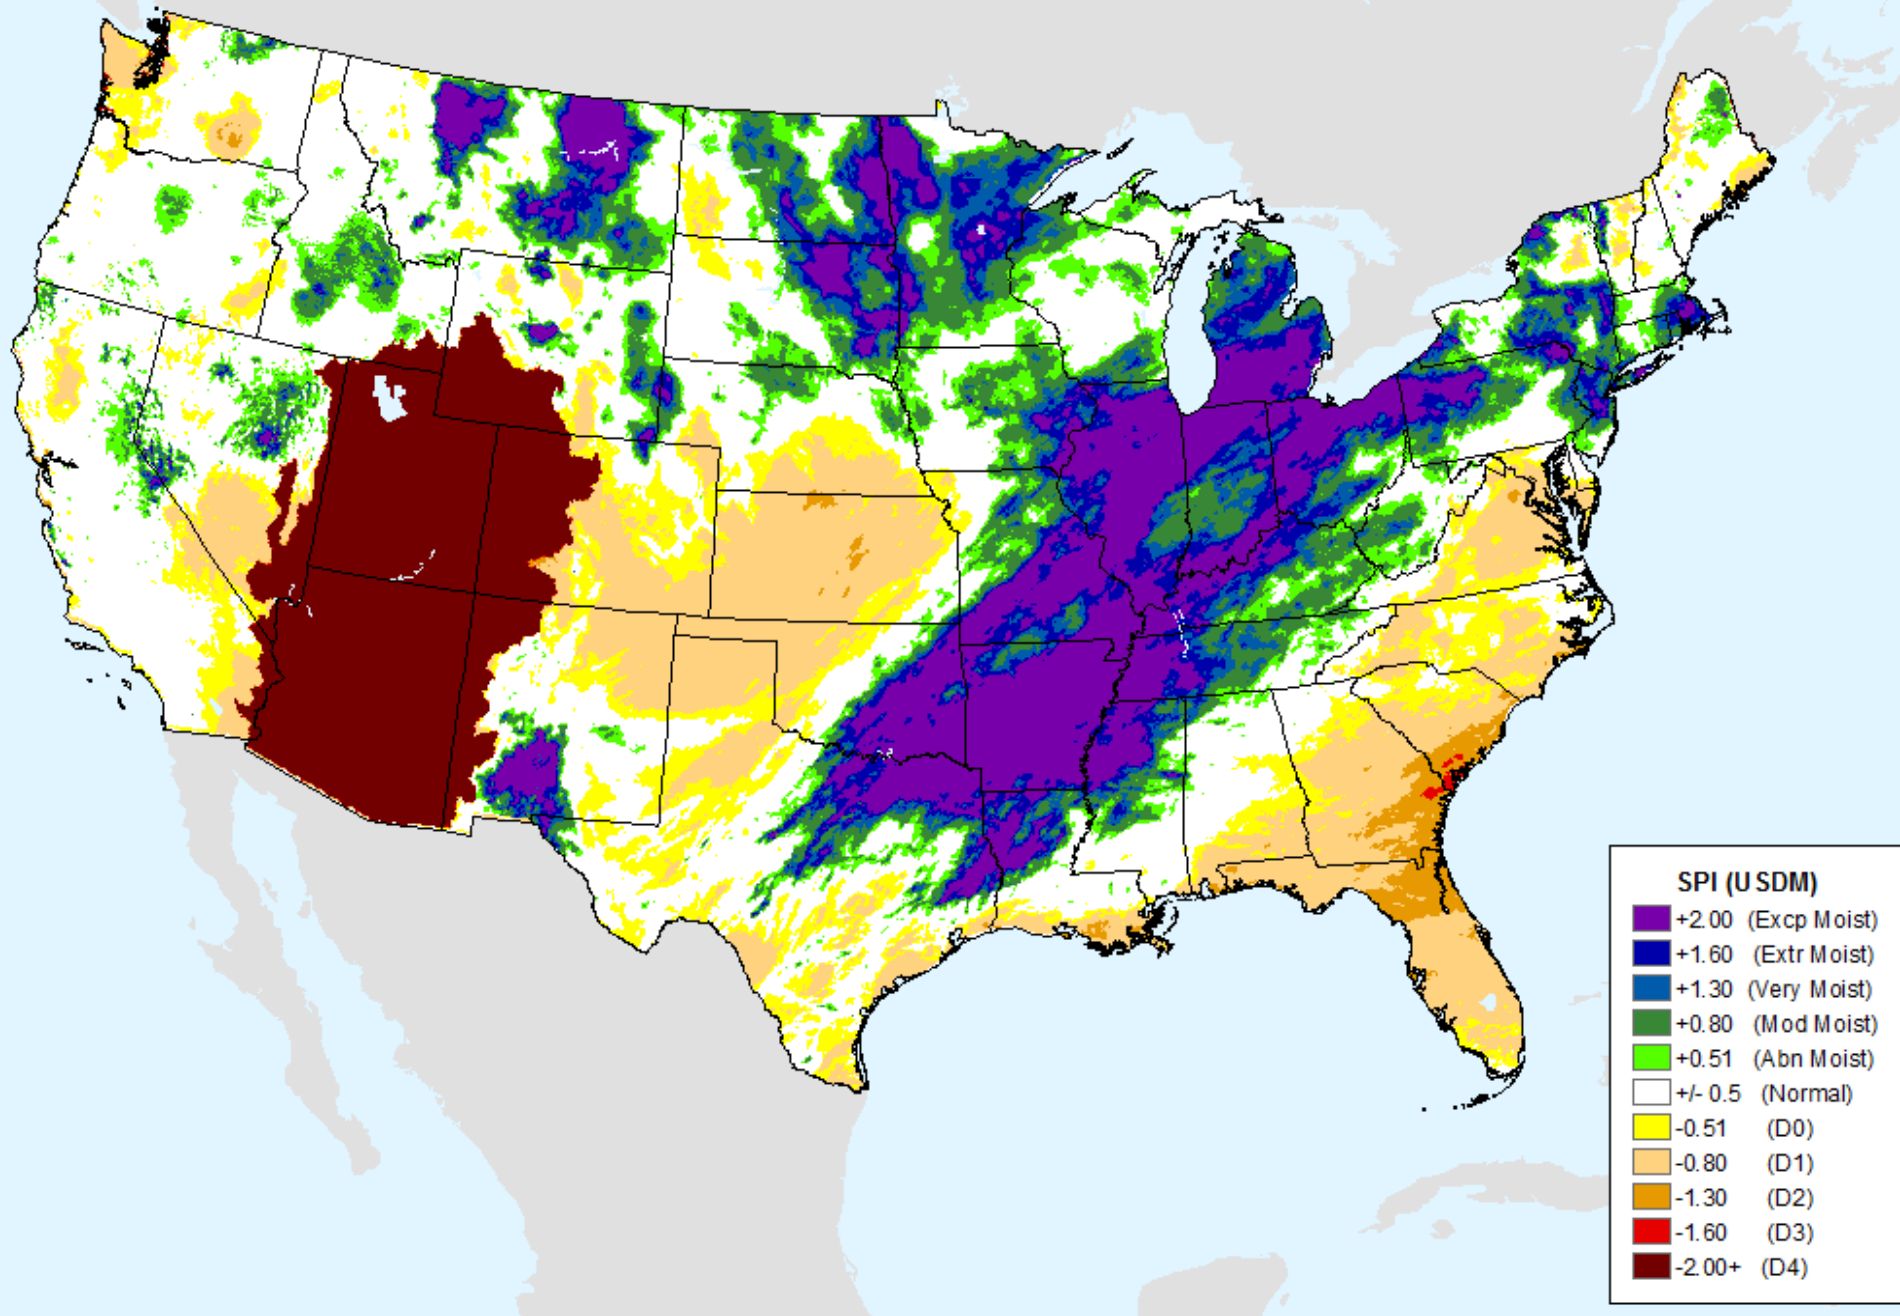 SPI (USDM)
+2.00 (Excp Moist)
+1.60 (Extr Moist)
+1.30 (Very Moist)
+0.80 (Mod Moist)
+0.51 (Abn Moist)
+/- 0.5 (Normal)
-0.51 (D0)
-0.80 (D1)
-1.30 (D2)
-1.60 (D3)
-2.00+ (D4)